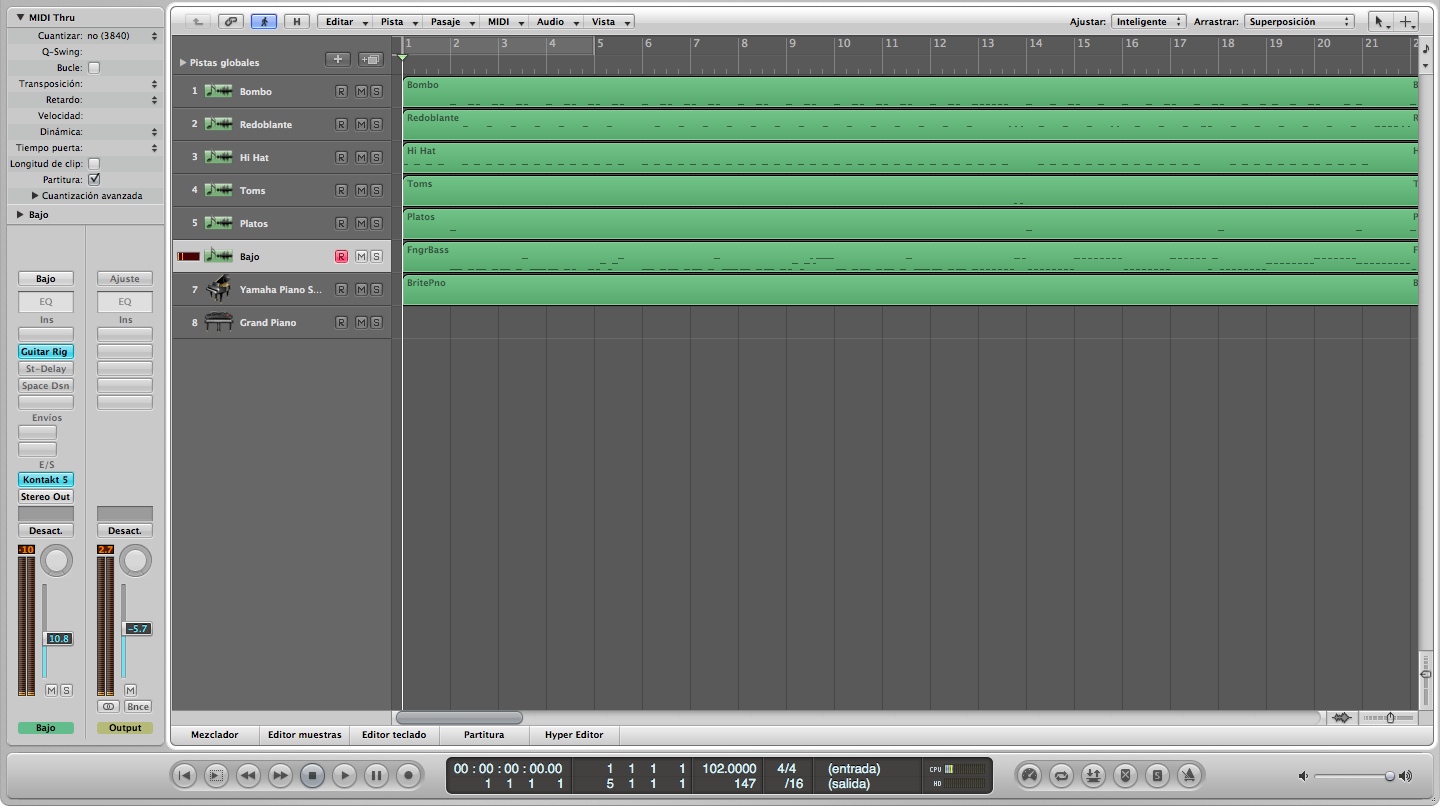 MIDI Thru
Cuantizar: no (3840)
Q-Swing:
Bucle:
Transposición:
Retardo:
Velocidad:
Dinámica:
Tiempo puerta:
Longitud de clip:
Partitura:
Cuantización avanzada
Bajo
Bajo Ajuste
EQ EQ
Ins Ins
Guitar Rig
St-Delay
Space Dsn
Envíos
E/S
Kontakt 5
Stereo Out
Desact. Desact.
-10 2.7
10.8 -5.7
M S M
Bnce
Bajo Output
H Editar Pista Pasaje MIDI Audio Vista Ajustar: Inteligente Arrastrar: Superposición
1 2 3 4 5 6 7 8 9 10 11 12 13 14 15 16 17 18 19 20 21 2
Pistas globales
1 Bombo R M S Bombo B
2 Redoblante R M S Redoblante R
3 Hi Hat R M S Hi Hat H
4 Toms R M S Toms T
5 Platos R M S Platos P
Bajo R M S FngrBass F
7 Yamaha Piano S... R M S BritePno B
8 Grand Piano R M S
Mezclador Editor muestras Editor teclado Partitura Hyper Editor
00 : 00 : 00 : 00.00 1 1 1 1 102.0000 4/4 (entrada) CPU
1 1 1 1 5 1 1 1 147 /16 (salida) HD
S